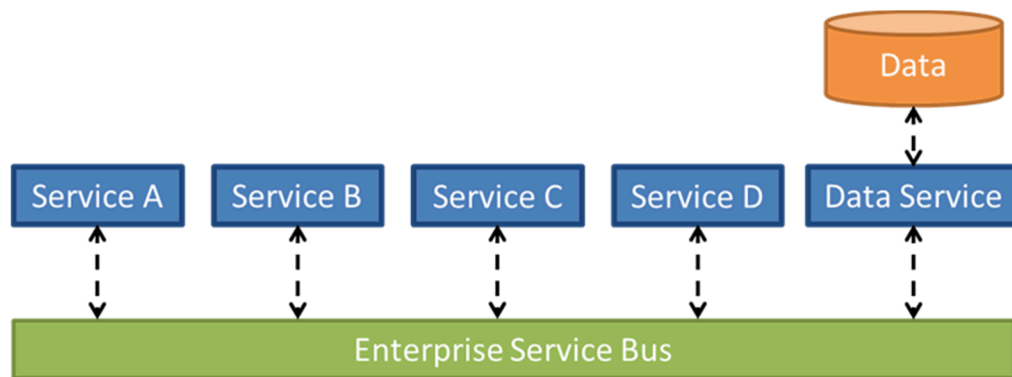 Data
Service A
Service B
Service C
Service D
Data Service
Enterprise Service Bus